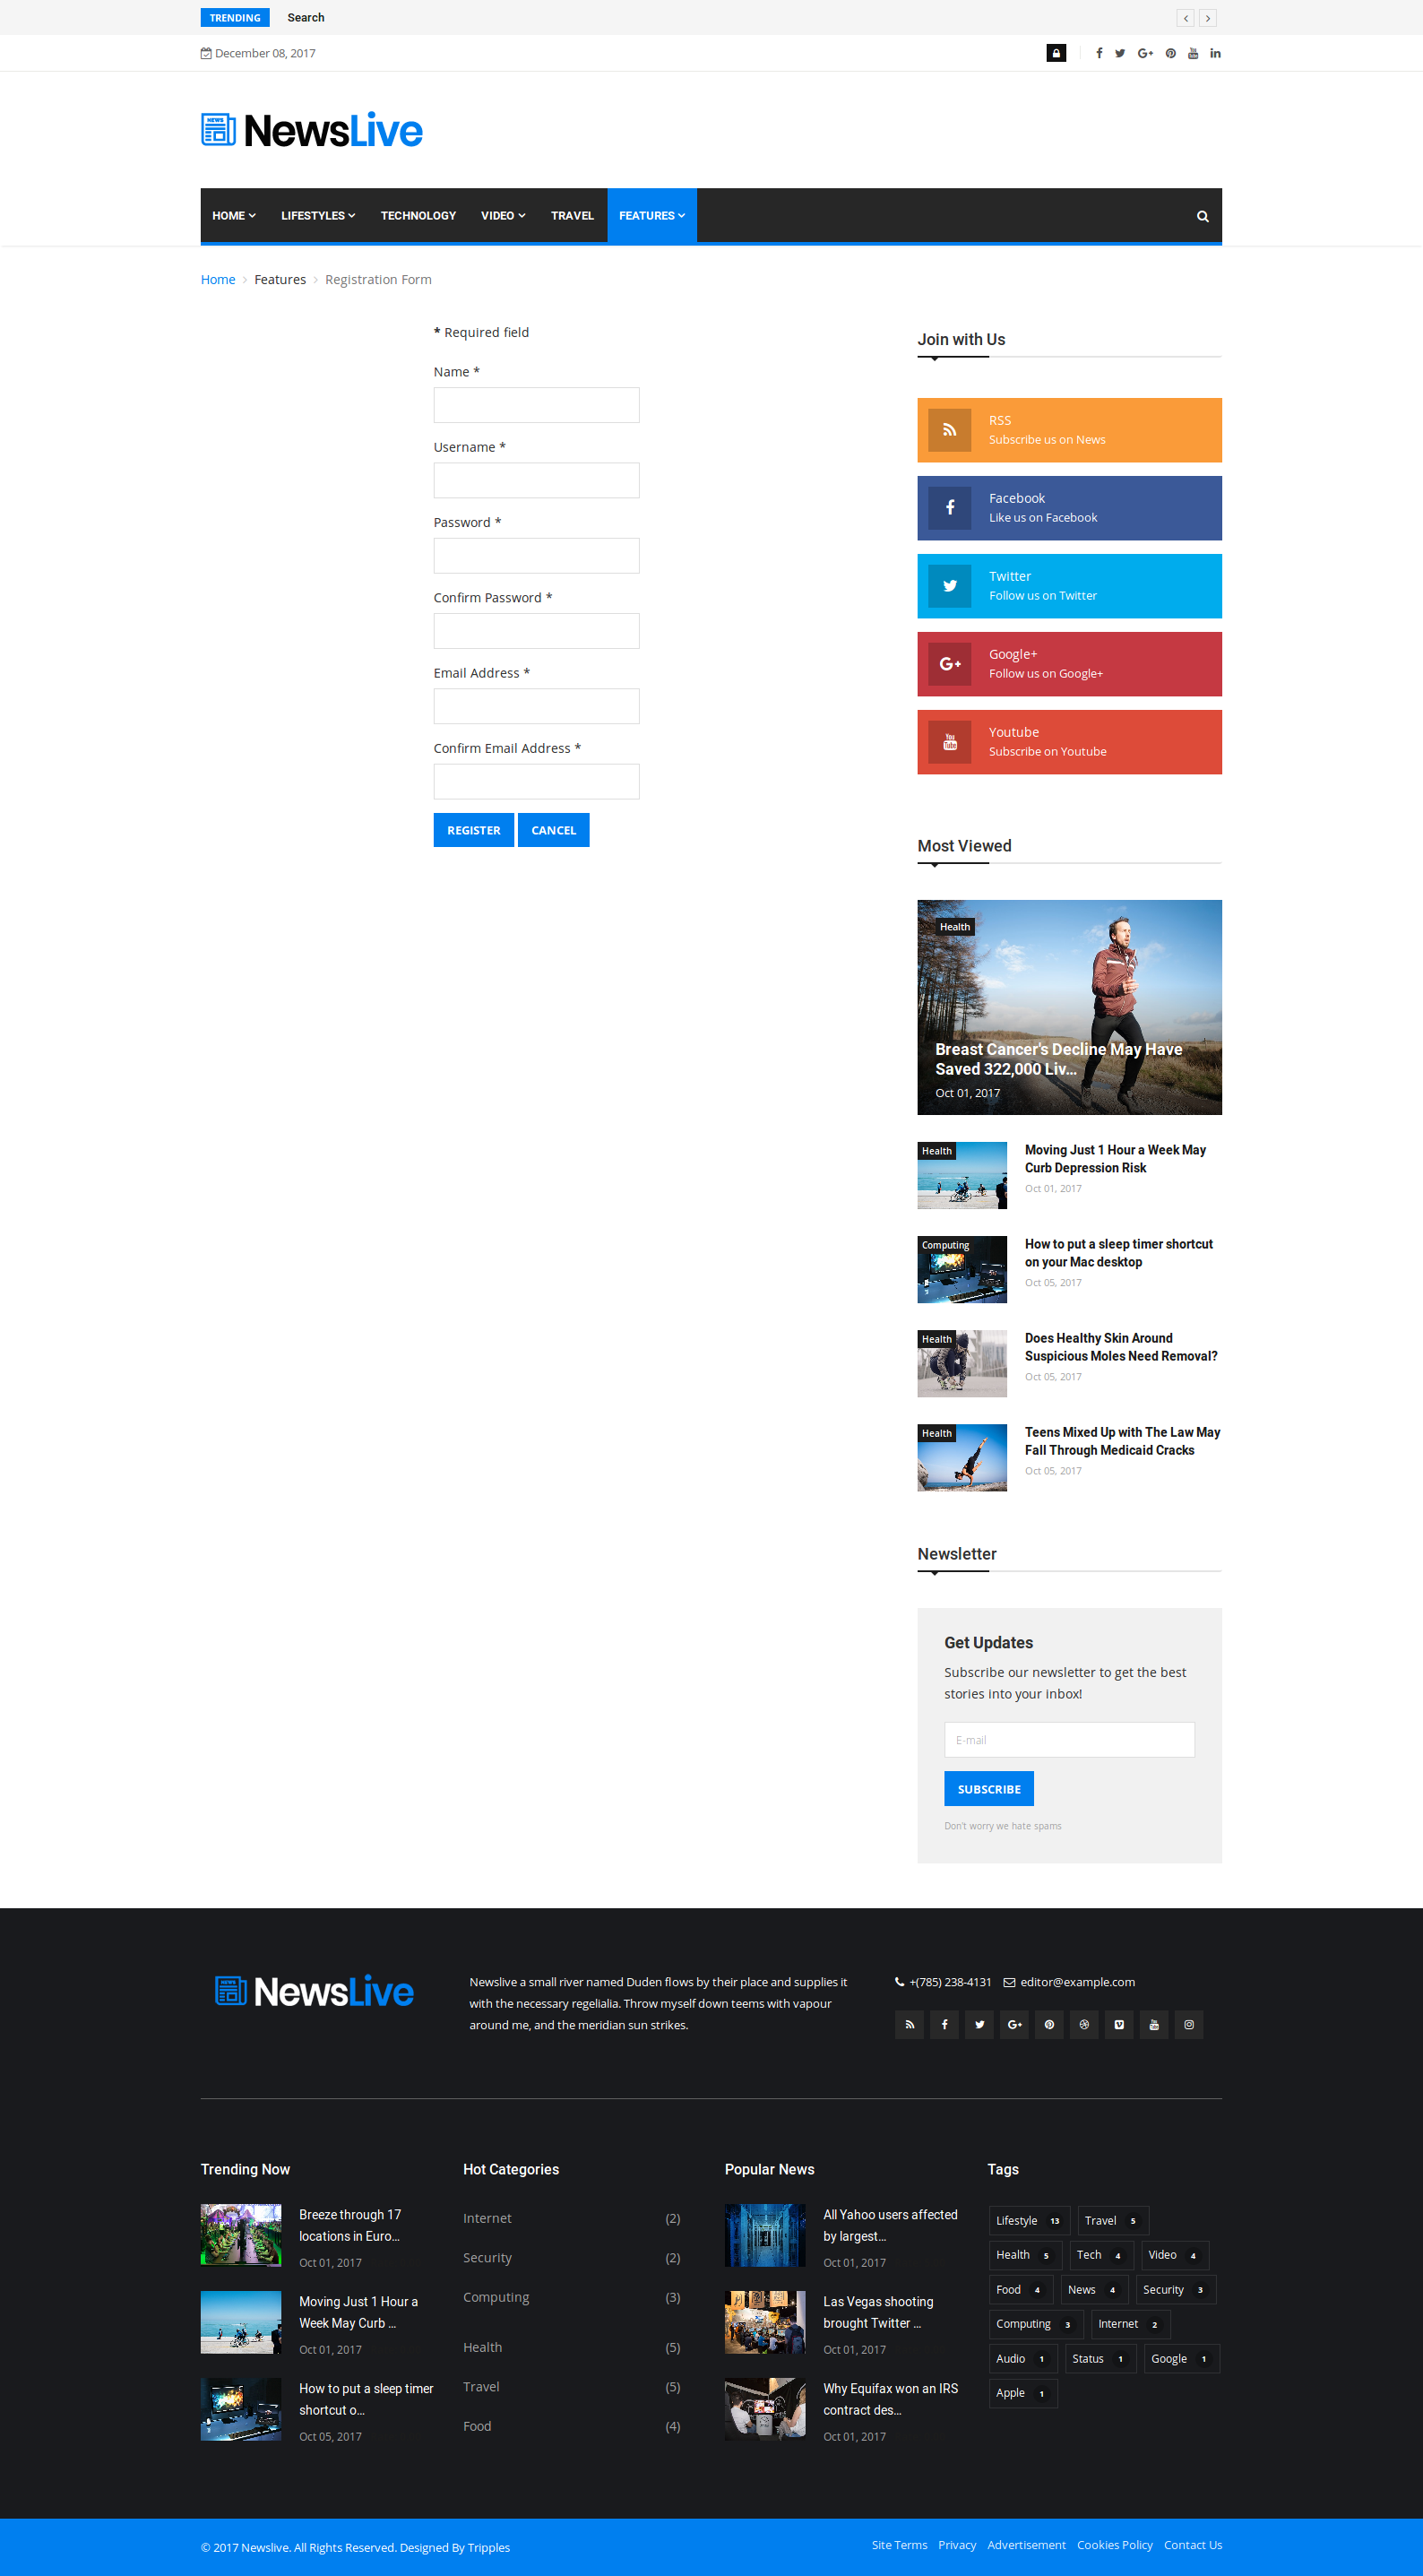 TRENDING Search
December 08, 2017
NEWS NewsLive
HOME LIFESTYLES TECHNOLOGY VIDEO TRAVEL FEATURES
Home Features Registration Form
* Required field
Name *
Username *
Password *
Confirm Password *
Email Address *
Confirm Email Address *
REGISTER CANCEL
Join with Us
RSS
Subscribe us on News
Facebook
Like us on Facebook
Twitter
Follow us on Twitter
Google+
Follow us on Google+
You Tube
Youtube
Subscribe on Youtube
Most Viewed
Health
Breast Cancer's Decline May Have
Saved 322,000 Liv...
Oct 01, 2017
Health
Moving Just 1 Hour a Week May
Curb Depression Risk
Oct 01, 2017
Computing
How to put a sleep timer shortcut
on your Mac desktop
Oct 05, 2017
Health
Does Healthy Skin Around
Suspicious Moles Need Removal?
Oct 05, 2017
Health
Teens Mixed Up with The Law May
Fall Through Medicaid Cracks
Oct 05, 2017
Newsletter
Get Updates
Subscribe our newsletter to get the best
stories into your inbox!
E-mail
SUBSCRIBE
Don't worry we hate spams
NEWS NewsLive
Newslive a small river named Duden flows by their place and supplies it
with the necessary regelialia. Throw myself down teems with vapour
around me, and the meridian sun strikes.
+(785) 238-4131 editor@example.com
Trending Now
Breeze through 17
locations in Euro...
Oct 01, 2017
Moving Just 1 Hour a
Week May Curb ...
Oct 01, 2017
How to put a sleep timer
shortcut o...
Oct 05, 2017
Hot Categories
Internet (2)
Security (2)
Computing (3)
Health (5)
Travel (5)
Food (4)
Popular News
All Yahoo users affected
by largest...
Oct 01, 2017
Las Vegas shooting
brought Twitter ...
Oct 01, 2017
Why Equifax won an IRS
contract des...
Oct 01, 2017
Tags
Lifestyle 13 Travel 5
Health 5 Tech 4 Video 4
Food 4 News 4 Security 3
Computing 3 Internet 2
Audio 1 Status 1 Google 1
Apple 1
© 2017 Newslive. All Rights Reserved. Designed By Tripples
Site Terms Privacy Advertisement Cookies Policy Contact Us